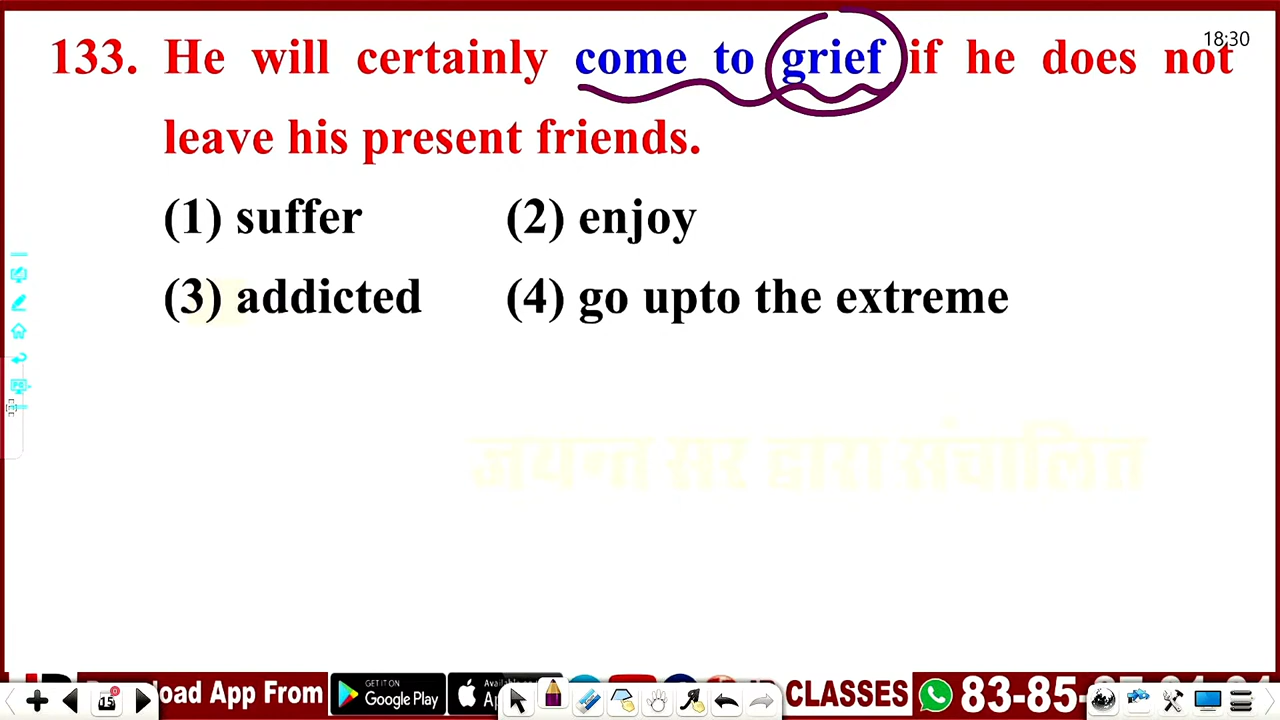 18:30
133. He will certainly come to grief if he does not
leave his present friends.
(1) suffer (2) enjoy
(3) addicted (4) go upto the extreme
जयन्त सर द्वारा संचालित
load App From GET IT ON Google Play CLASSES 83-85-
15